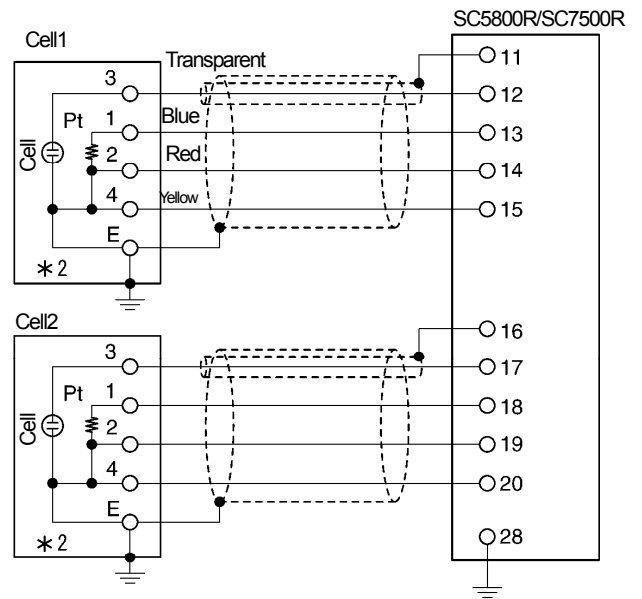 SC5800R/SC7500R
Cell1
Transparent
11
3
12
Pt
1
Blue
13
Cell
2
Red
14
4
Yellow
15
E
*2
Cell2
16
3
17
Pt
1
18
Cell
2
19
4
20
E
*2
28